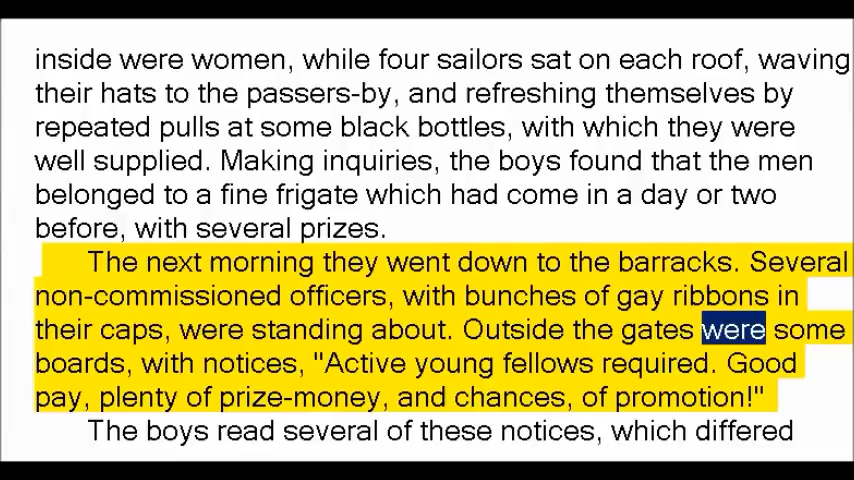 inside were women, while four sailors sat on each roof, waving
their hats to the passers-by, and refreshing themselves by
repeated pulls at some black bottles, with which they were
well supplied. Making inquiries, the boys found that the men
belonged to a fine frigate which had come in a day or two
before, with several prizes.
The next morning they went down to the barracks. Several
non-commissioned officers, with bunches of gay ribbons in
their caps, were standing about. Outside the gates were some
boards, with notices, "Active young fellows required. Good
pay, plenty of prize-money, and chances, of promotion!"
The boys read several of these notices, which differed